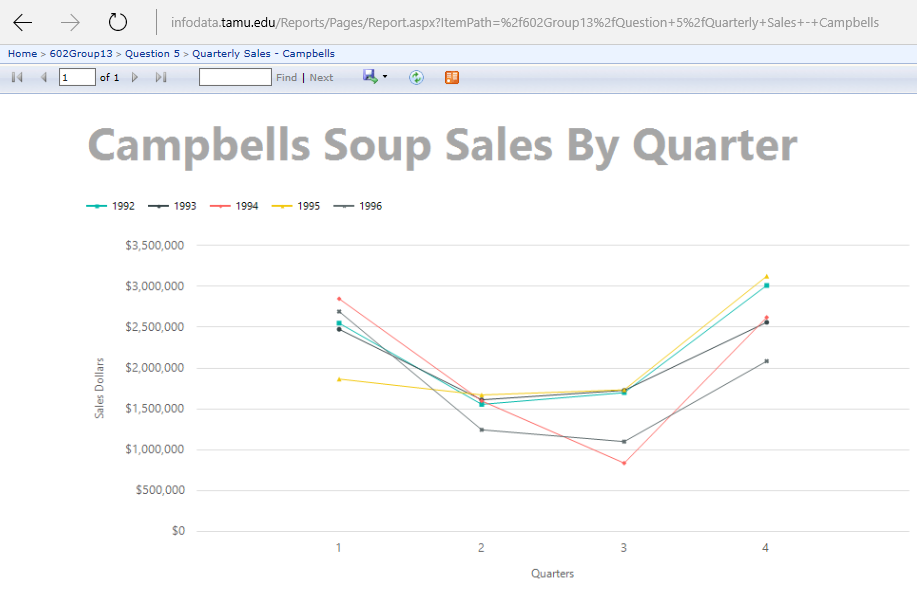 infodata.tamu.edu/Reports/Pages/Report.aspx?ItemPath=%2f602Group13%2fQuestion+5%2fQuarterly+Sales+-+Campbells
Home > 602Group13 > Question 5 > Quarterly Sales - Campbells
1 of 1 Find | Next
Campbells Soup Sales By Quarter
1992 1993 1994 1995 1996
$3,500,000
$3,000,000
$2,500,000
$2,000,000
$1,500,000
$1,000,000
$500,000
$0
Sales Dollars
1 2 3 4
Quarters